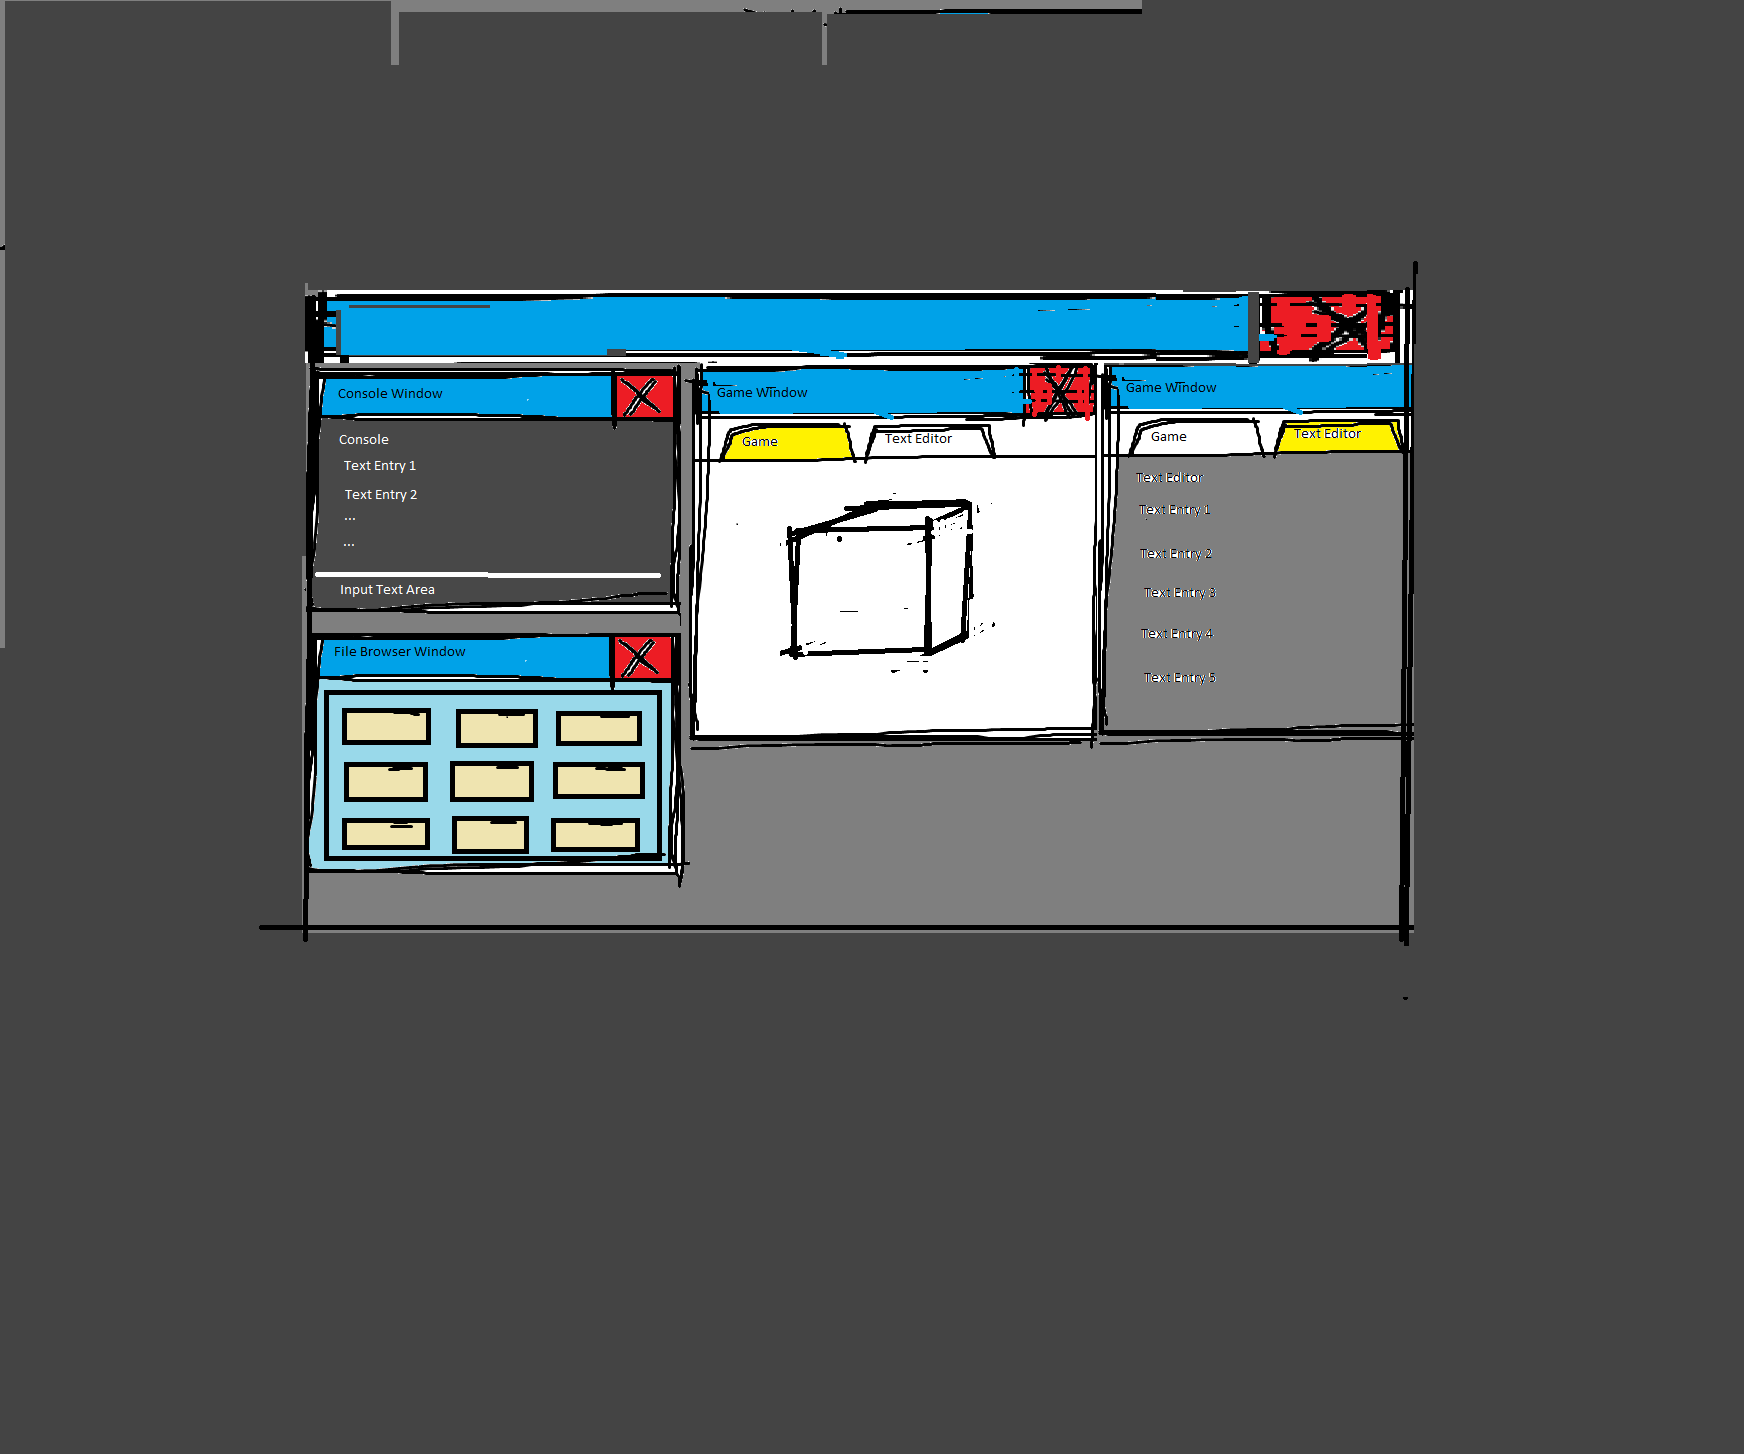 Console Window
Console
Text Entry 1
Text Entry 2
...
...
Input Text Area
File Browser Window
Game Window
Game
Text Editor
Game Window
Game
Text Editor
Text Editor
Text Entry 1
Text Entry 2
Text Entry 3
Text Entry 4
Text Entry 5